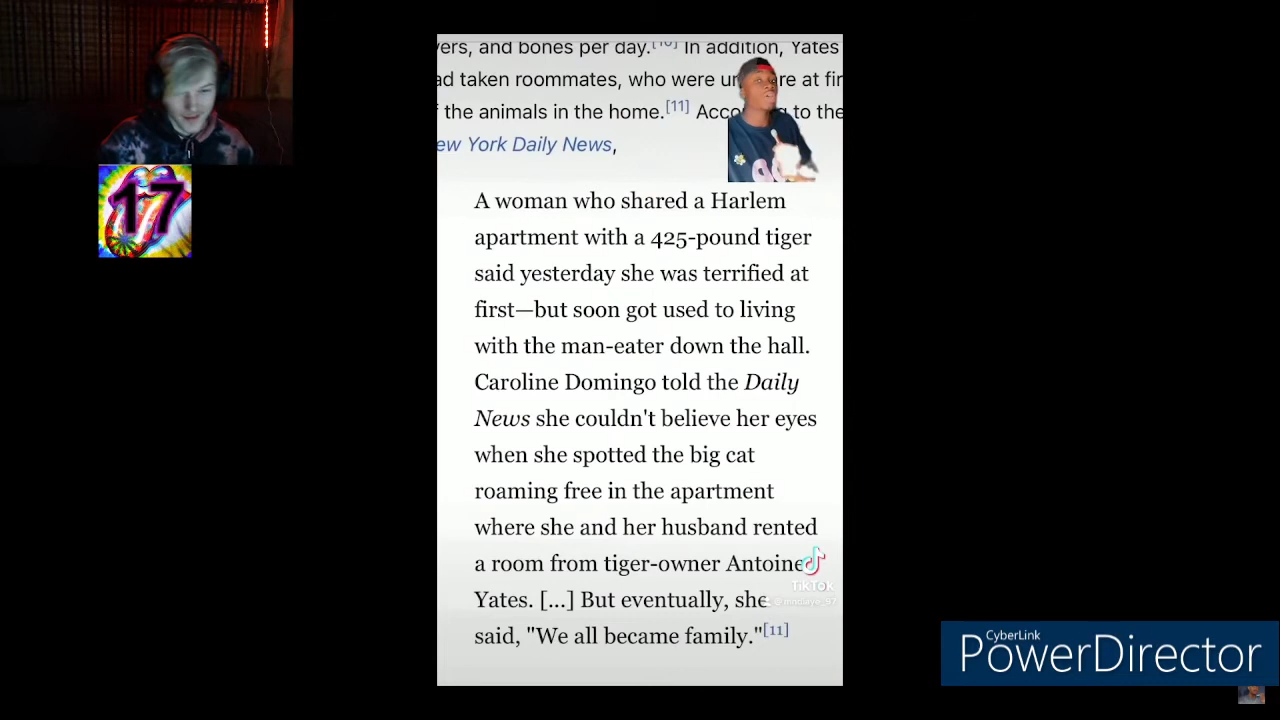 17
vers, and bones per day.[10] In addition, Yates
ad taken roommates, who were at fir
f the animals in the home.[11] to the
ew York Daily News,
A woman who shared a Harlem
apartment with a 425-pound tiger
said yesterday she was terrified at
first—but soon got used to living
with the man-eater down the hall.
Caroline Domingo told the Daily
News she couldn't believe her eyes
when she spotted the big cat
roaming free in the apartment
where she and her husband rented
a room from tiger-owner Antoine
Yates. [...] But eventually, she
said, "We all became family."[11]
TikTok
CyberLink
PowerDirector